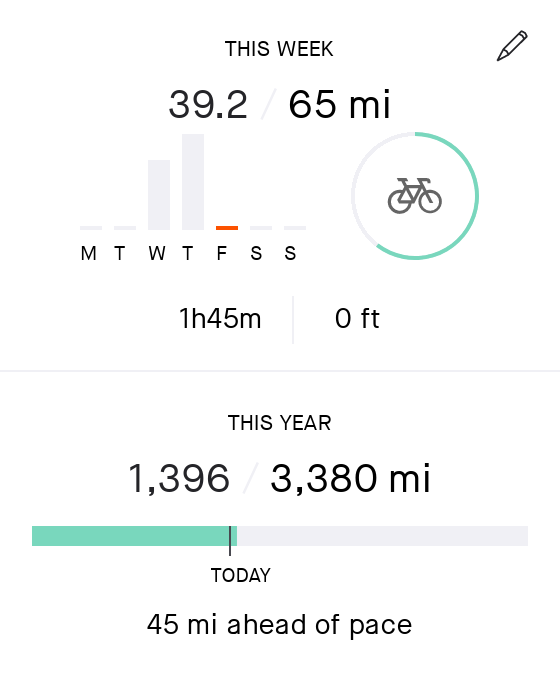 THIS WEEK
39.2 / 65 mi
M T W T F S S
1h45m 0 ft
THIS YEAR
1,396 / 3,380 mi
TODAY
45 mi ahead of pace